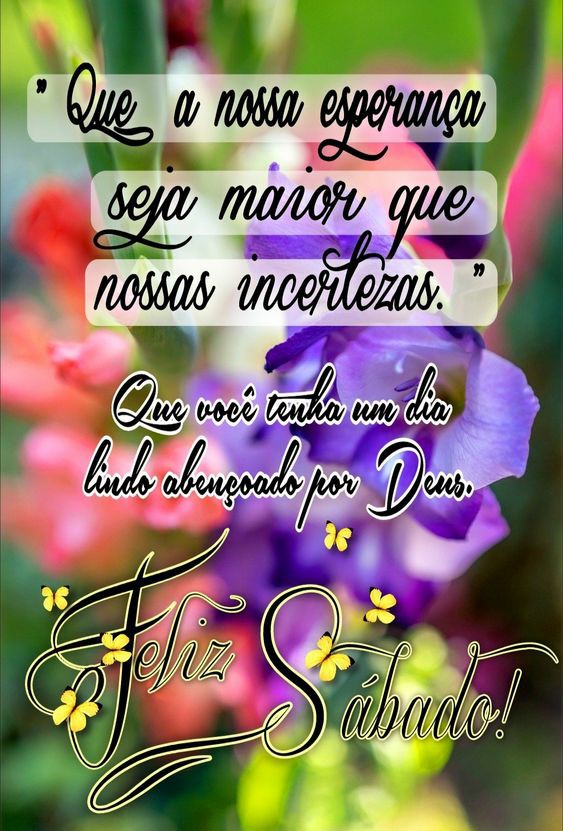 " Que a nossa esperança
seja maior que
nossas incertezas. "
Que você tenha um dia
lindo abençoado por Deus.
Feliz Sábado!